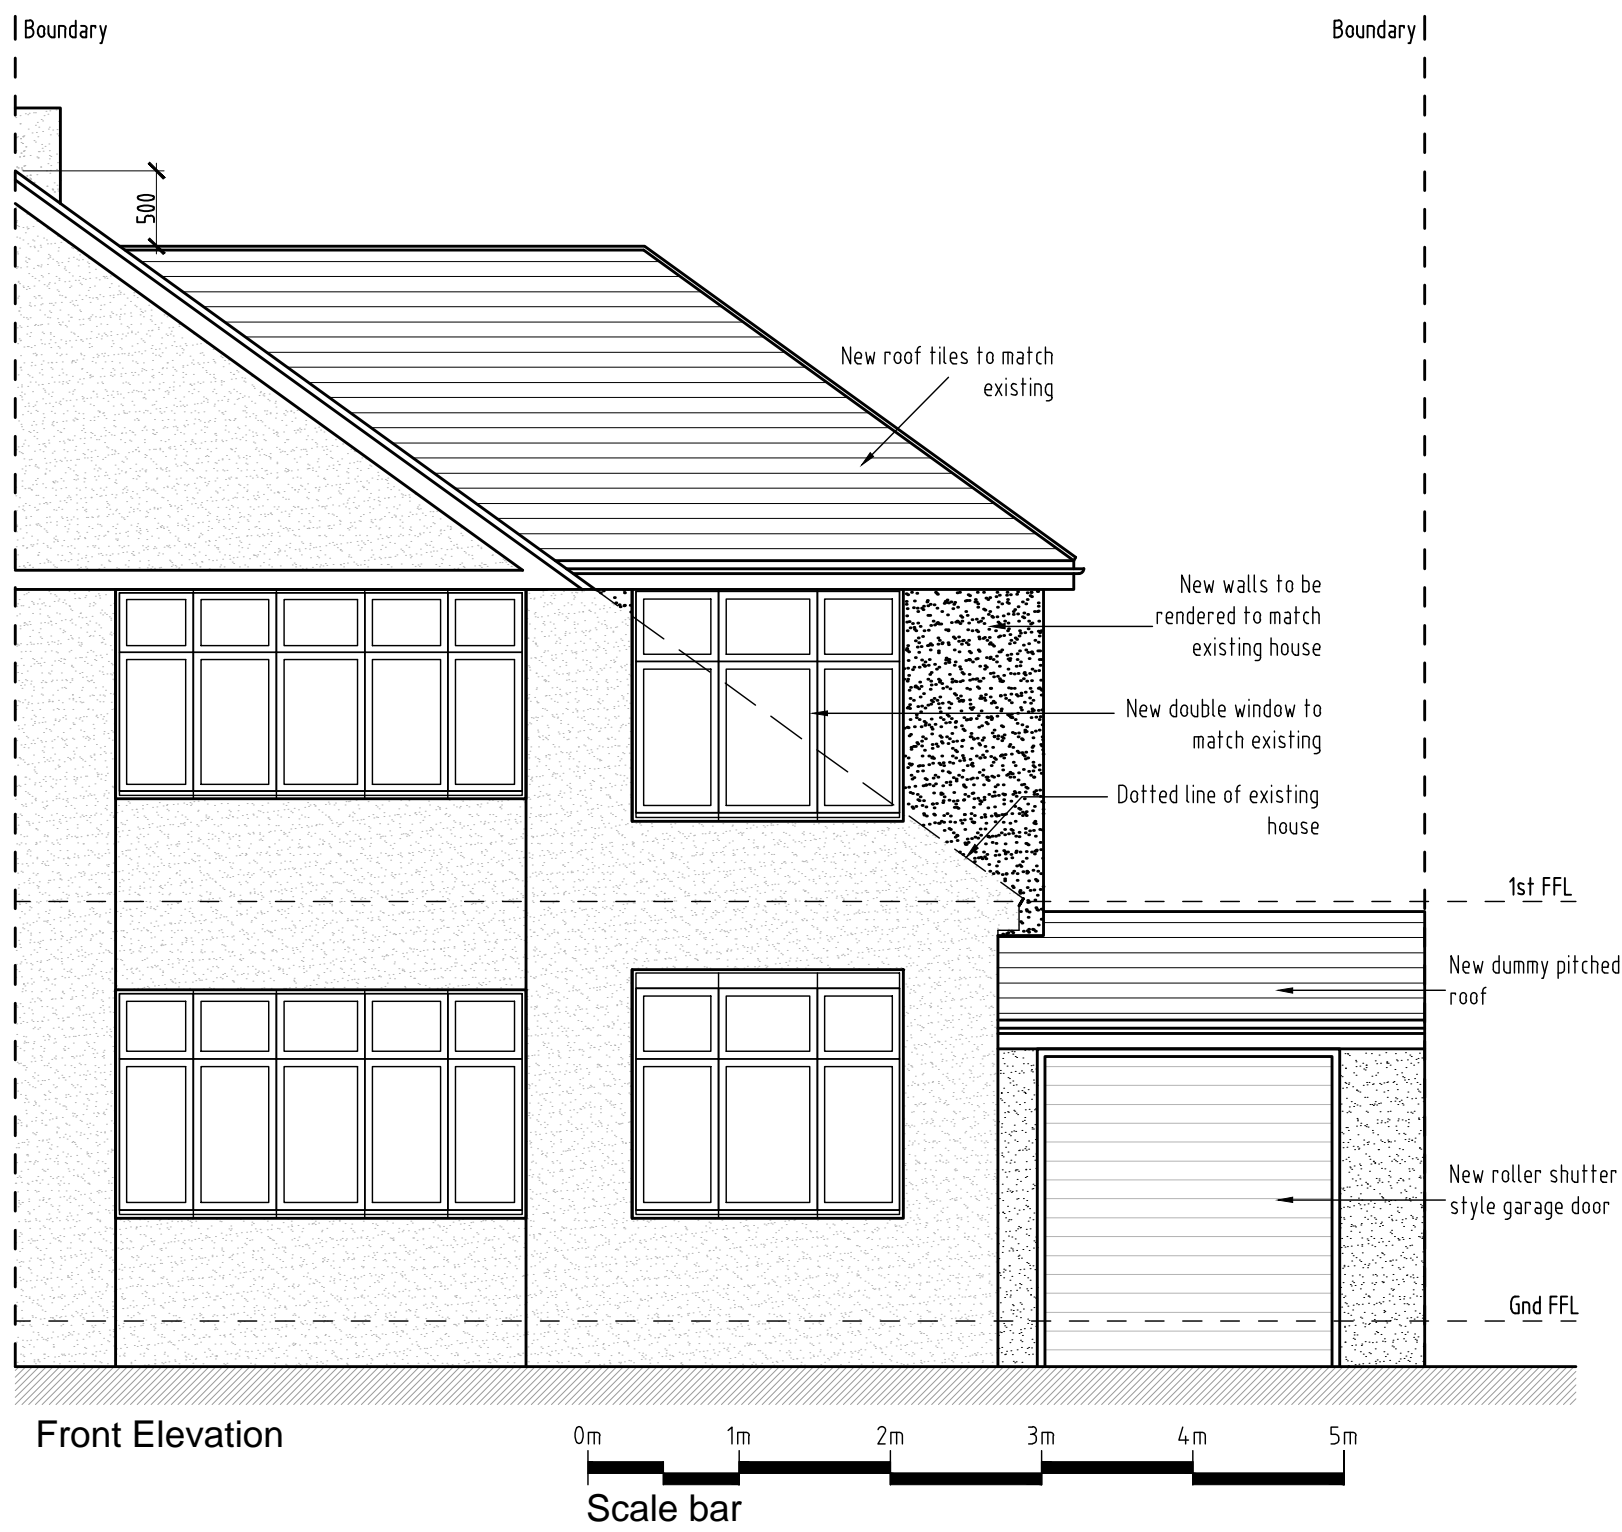 Boundary
Boundary
500
New roof tiles to match
existing
New walls to be
rendered to match
existing house
New double window to
match existing
Dotted line of existing
house
1st FFL
New dummy pitched
roof
New roller shutter
style garage door
Gnd FFL
Front Elevation
0m 1m 2m 3m 4m 5m
Scale bar